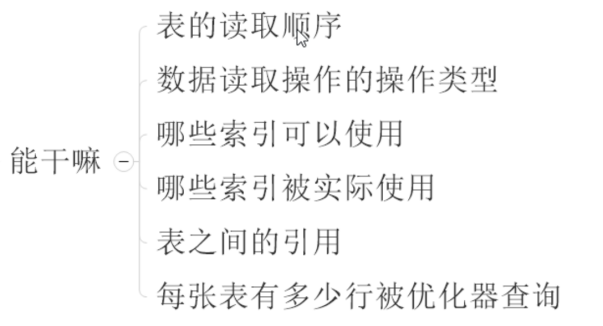 能干嘛
表的读取顺序
数据读取操作的操作类型
哪些索引可以使用
哪些索引被实际使用
表之间的引用
每张表有多少行被优化器查询